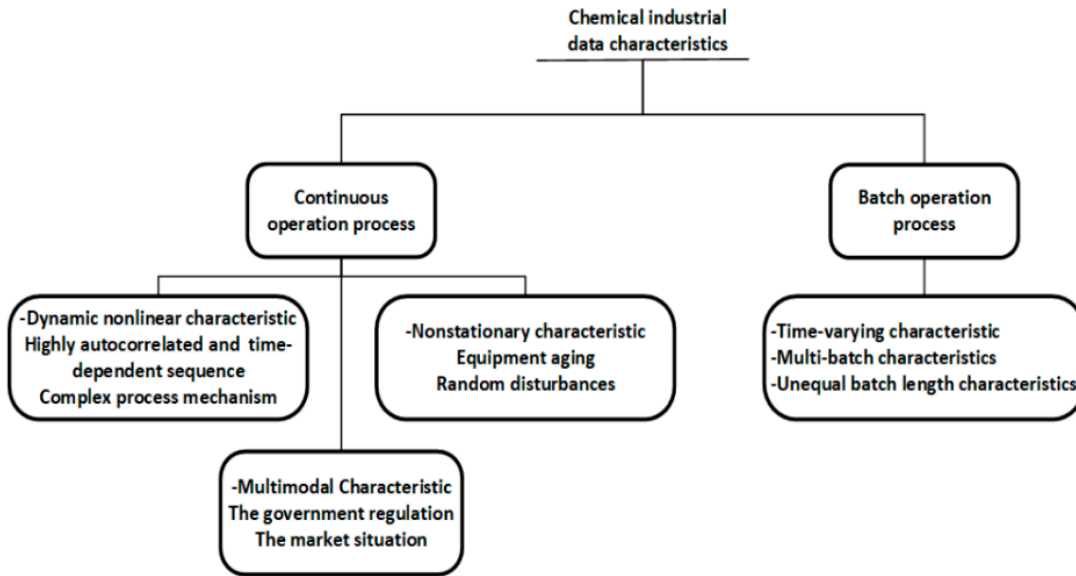 Chemical industrial
data characteristics
Continuous
operation process
Batch operation
process
-Dynamic nonlinear characteristic
Highly autocorrelated and time-
dependent sequence
Complex process mechanism
-Nonstationary characteristic
Equipment aging
Random disturbances
-Time-varying characteristic
-Multi-batch characteristics
-Unequal batch length characteristics
-Multimodal Characteristic
The government regulation
The market situation